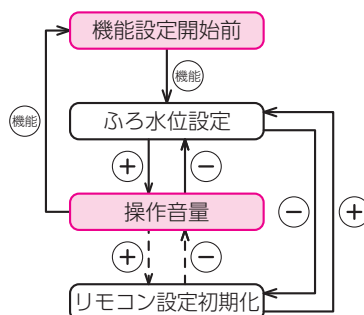 機能設定開始前
機能
機能
ふろ水位設定
+ −
操作音量
− +
+ −
リモコン設定初期化